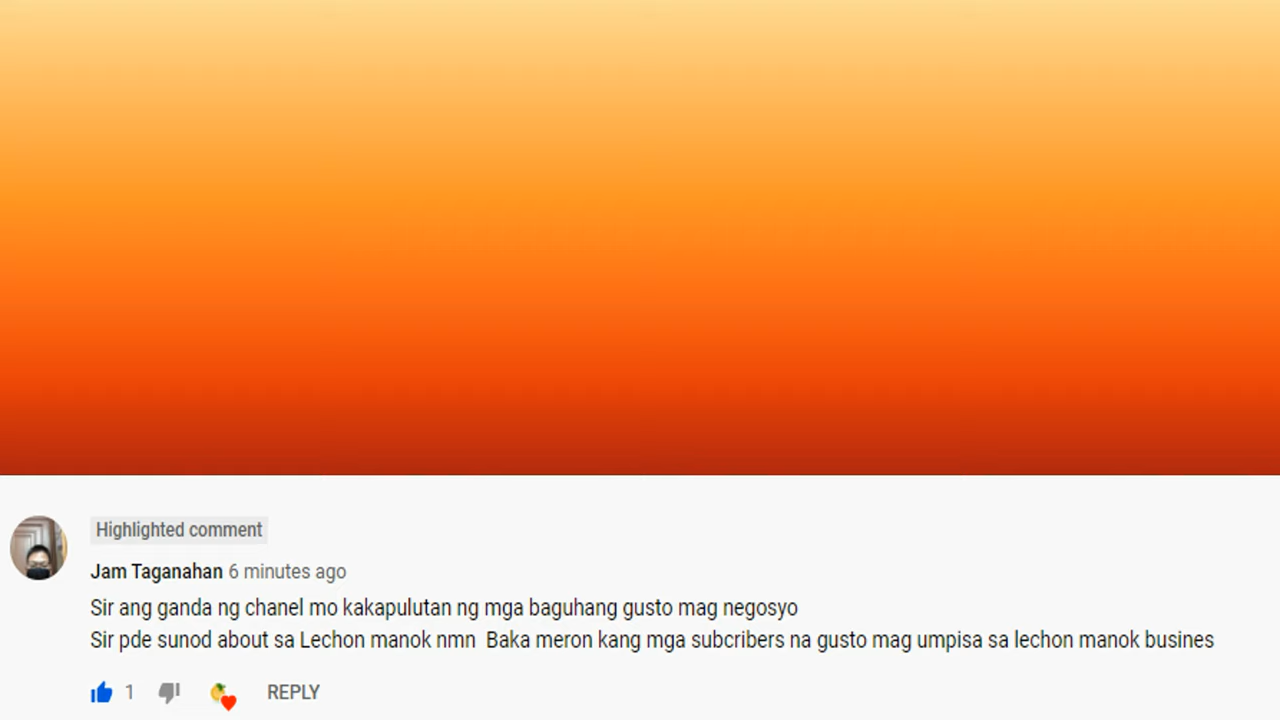 Highlighted comment
Jam Taganahan 6 minutes ago
Sir ang ganda ng chanel mo kakapulutan ng mga baguhang gusto mag negosyo
Sir pde sunod about sa Lechon manok nmn Baka meron kang mga subcribers na gusto mag umpisa sa lechon manok busines
1 REPLY